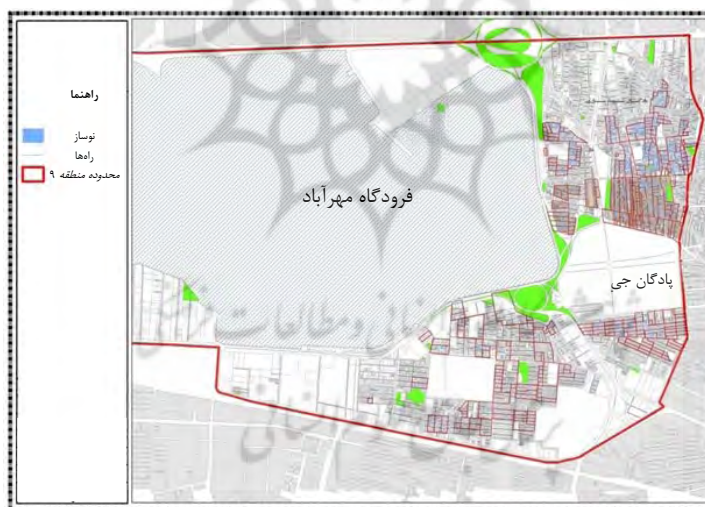 راهنما
نوساز
راه‌ها
محدوده منطقه ۹
فرودگاه مهرآباد
پادگان جی